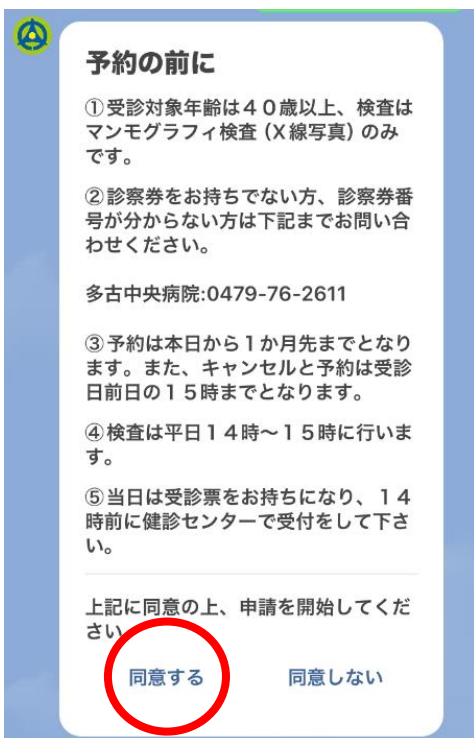 予約の前に
①受診対象年齢は４０歳以上、検査は
マンモグラフィ検査（X線写真）のみ
です。
②診察券をお持ちでない方、診察券番
号が分からない方は下記までお問い合
わせください。
多古中央病院:0479-76-2611
③予約は本日から１か月先までとなり
ます。また、キャンセルと予約は受診
日前日の１５時までとなります。
④検査は平日１４時〜１５時に行いま
す。
⑤当日は受診票をお持ちになり、１４
時前に健診センターで受付をして下さ
い。
上記に同意の上、申請を開始してくだ
さい
同意する 同意しない